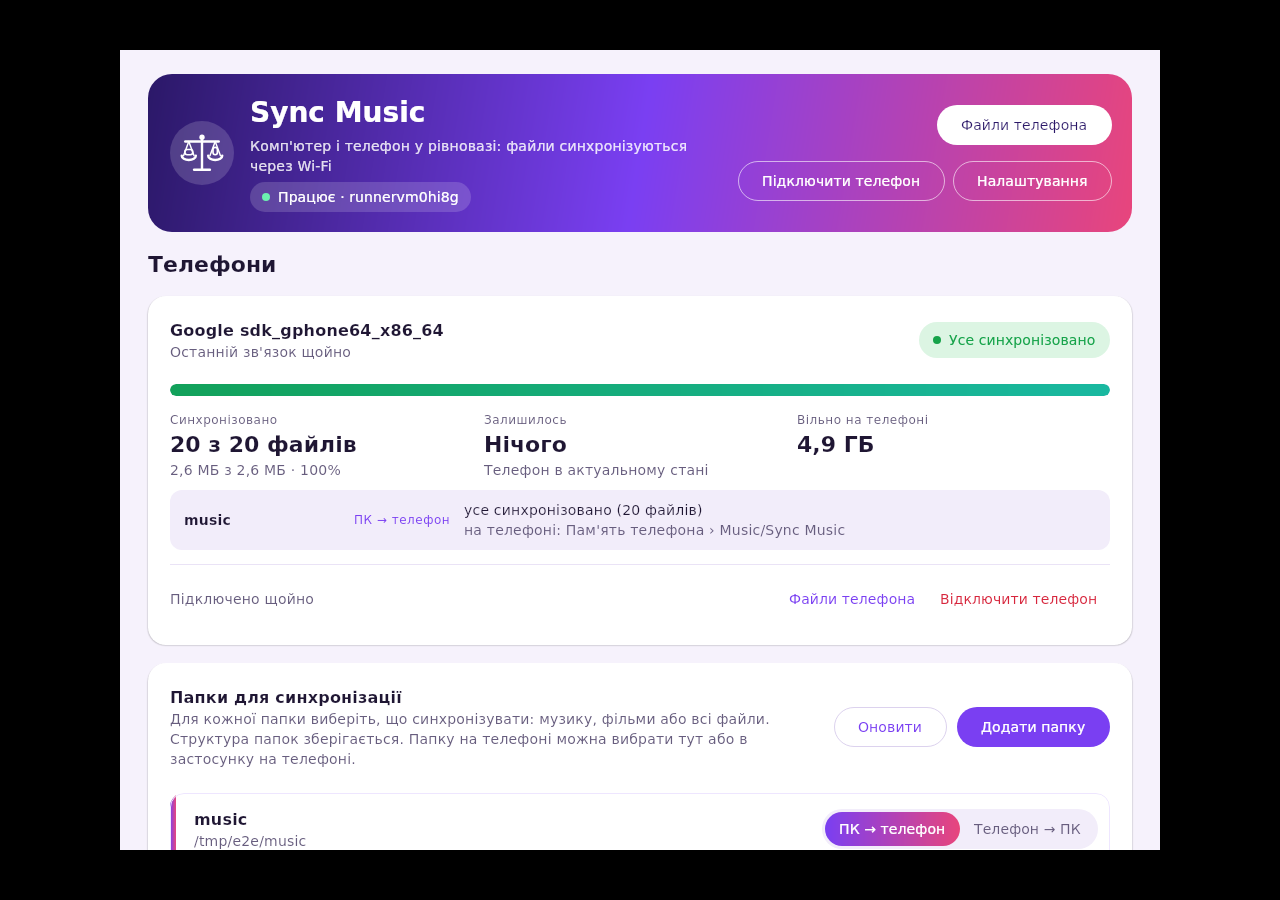 Sync Music
Комп'ютер і телефон у рівновазі: файли синхронізуються
через Wi-Fi
Працює · runnervm0hi8g
Файли телефона
Підключити телефон
Налаштування
Телефони
Google sdk_gphone64_x86_64
Останній зв'язок щойно
Усе синхронізовано
Синхронізовано
20 з 20 файлів
2,6 МБ з 2,6 МБ · 100%
Залишилось
Нічого
Телефон в актуальному стані
Вільно на телефоні
4,9 ГБ
music
ПК → телефон
усе синхронізовано (20 файлів)
на телефоні: Пам'ять телефона › Music/Sync Music
Підключено щойно
Файли телефона
Відключити телефон
Папки для синхронізації
Для кожної папки виберіть, що синхронізувати: музику, фільми або всі файли.
Структура папок зберігається. Папку на телефоні можна вибрати тут або в
застосунку на телефоні.
Оновити
Додати папку
music
/tmp/e2e/music
ПК → телефон
Телефон → ПК